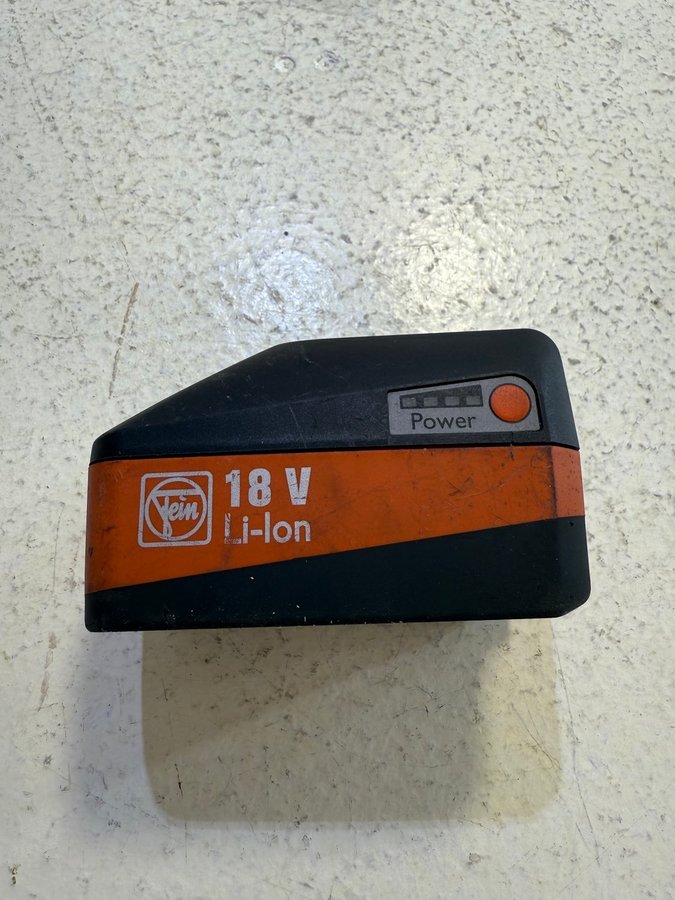 Power
Fein
18 V
Li-Ion